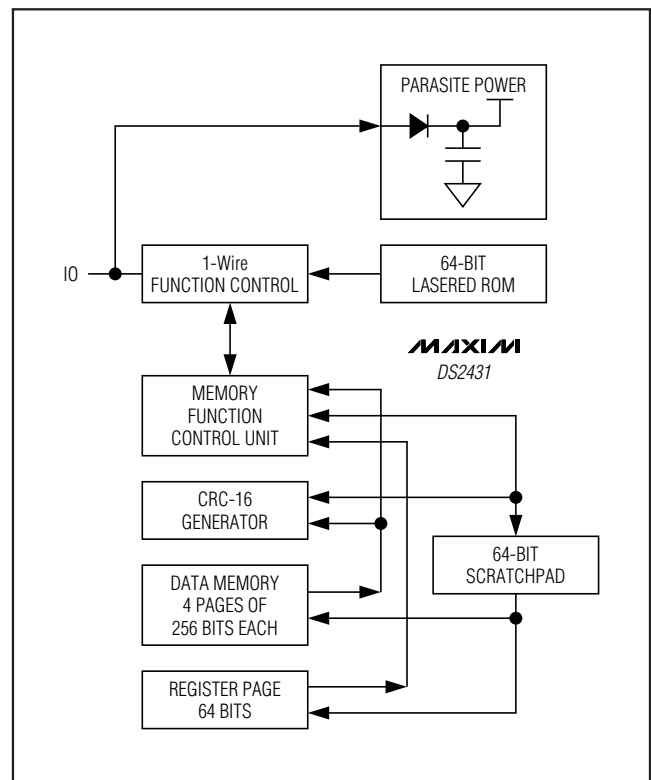 PARASITE POWER
IO
1-Wire
FUNCTION CONTROL
64-BIT
LASERED ROM
MAXIM
DS2431
MEMORY
FUNCTION
CONTROL UNIT
CRC-16
GENERATOR
64-BIT
SCRATCHPAD
DATA MEMORY
4 PAGES OF
256 BITS EACH
REGISTER PAGE
64 BITS